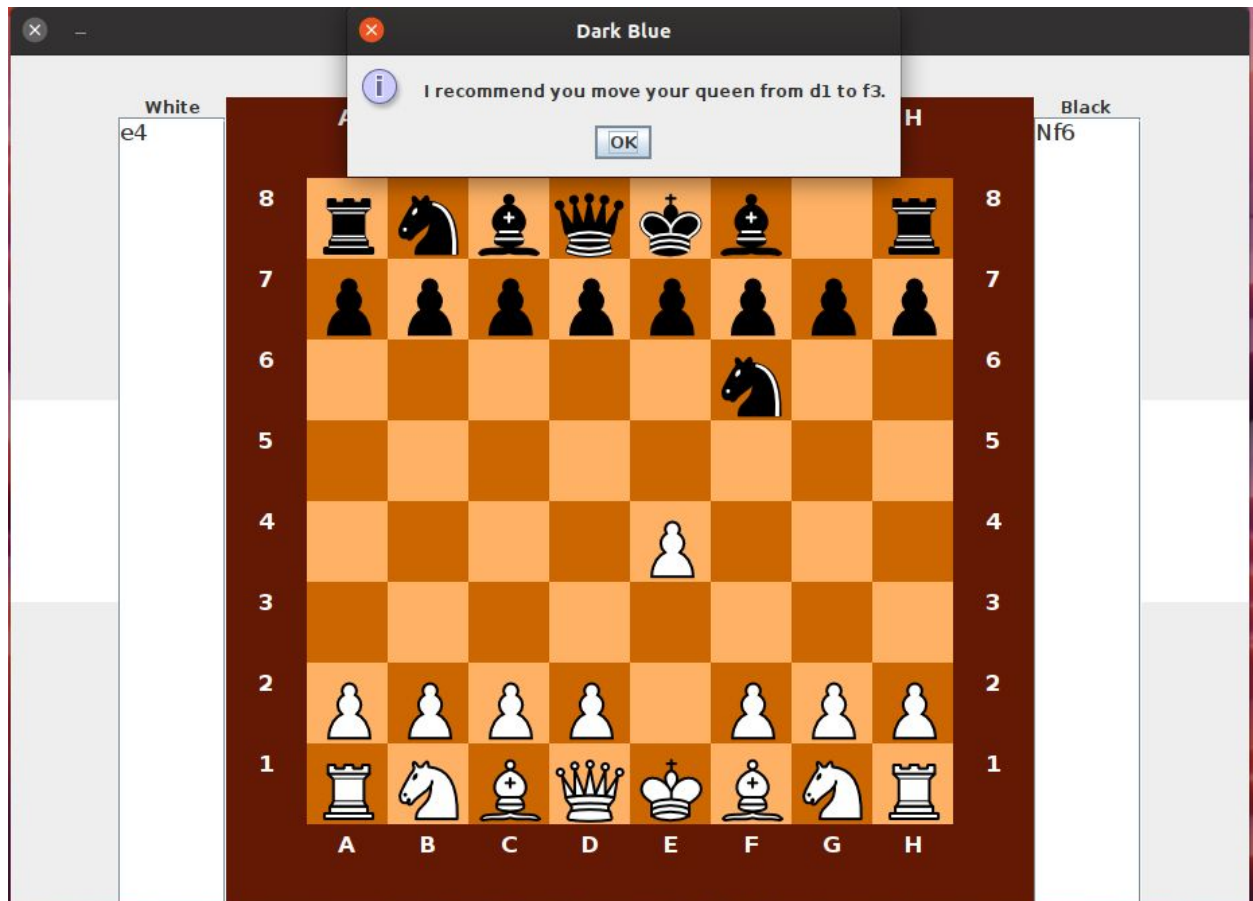 Dark Blue
I recommend you move your queen from d1 to f3.
OK
White
Black
e4
H
Nf6
8 8
7 7
6 6
5 5
4 4
3 3
2 2
1 1
A B C D E F G H